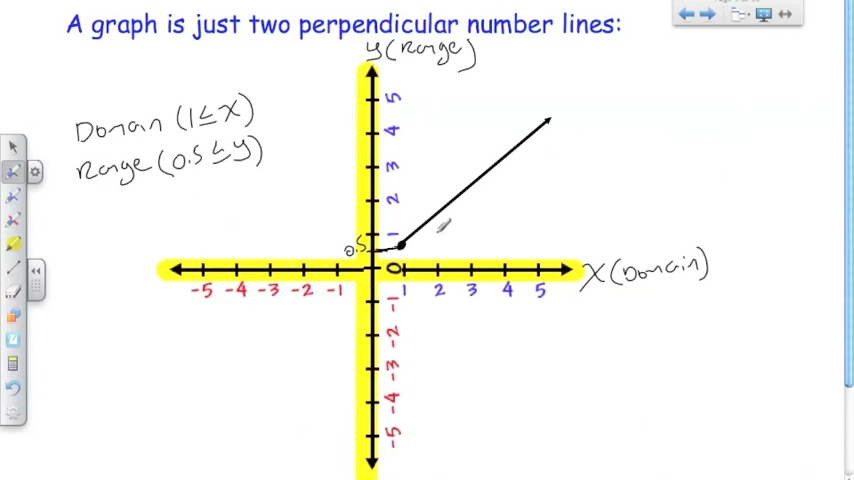 A graph is just two perpendicular number lines:
y (Range)
Domain (1 ≤ x)
Range (0.5 ≤ y)
5
4
3
2
1
0.5
0
x (Domain)
-5 -4 -3 -2 -1 1 2 3 4 5
-1
-2
-3
-4
-5